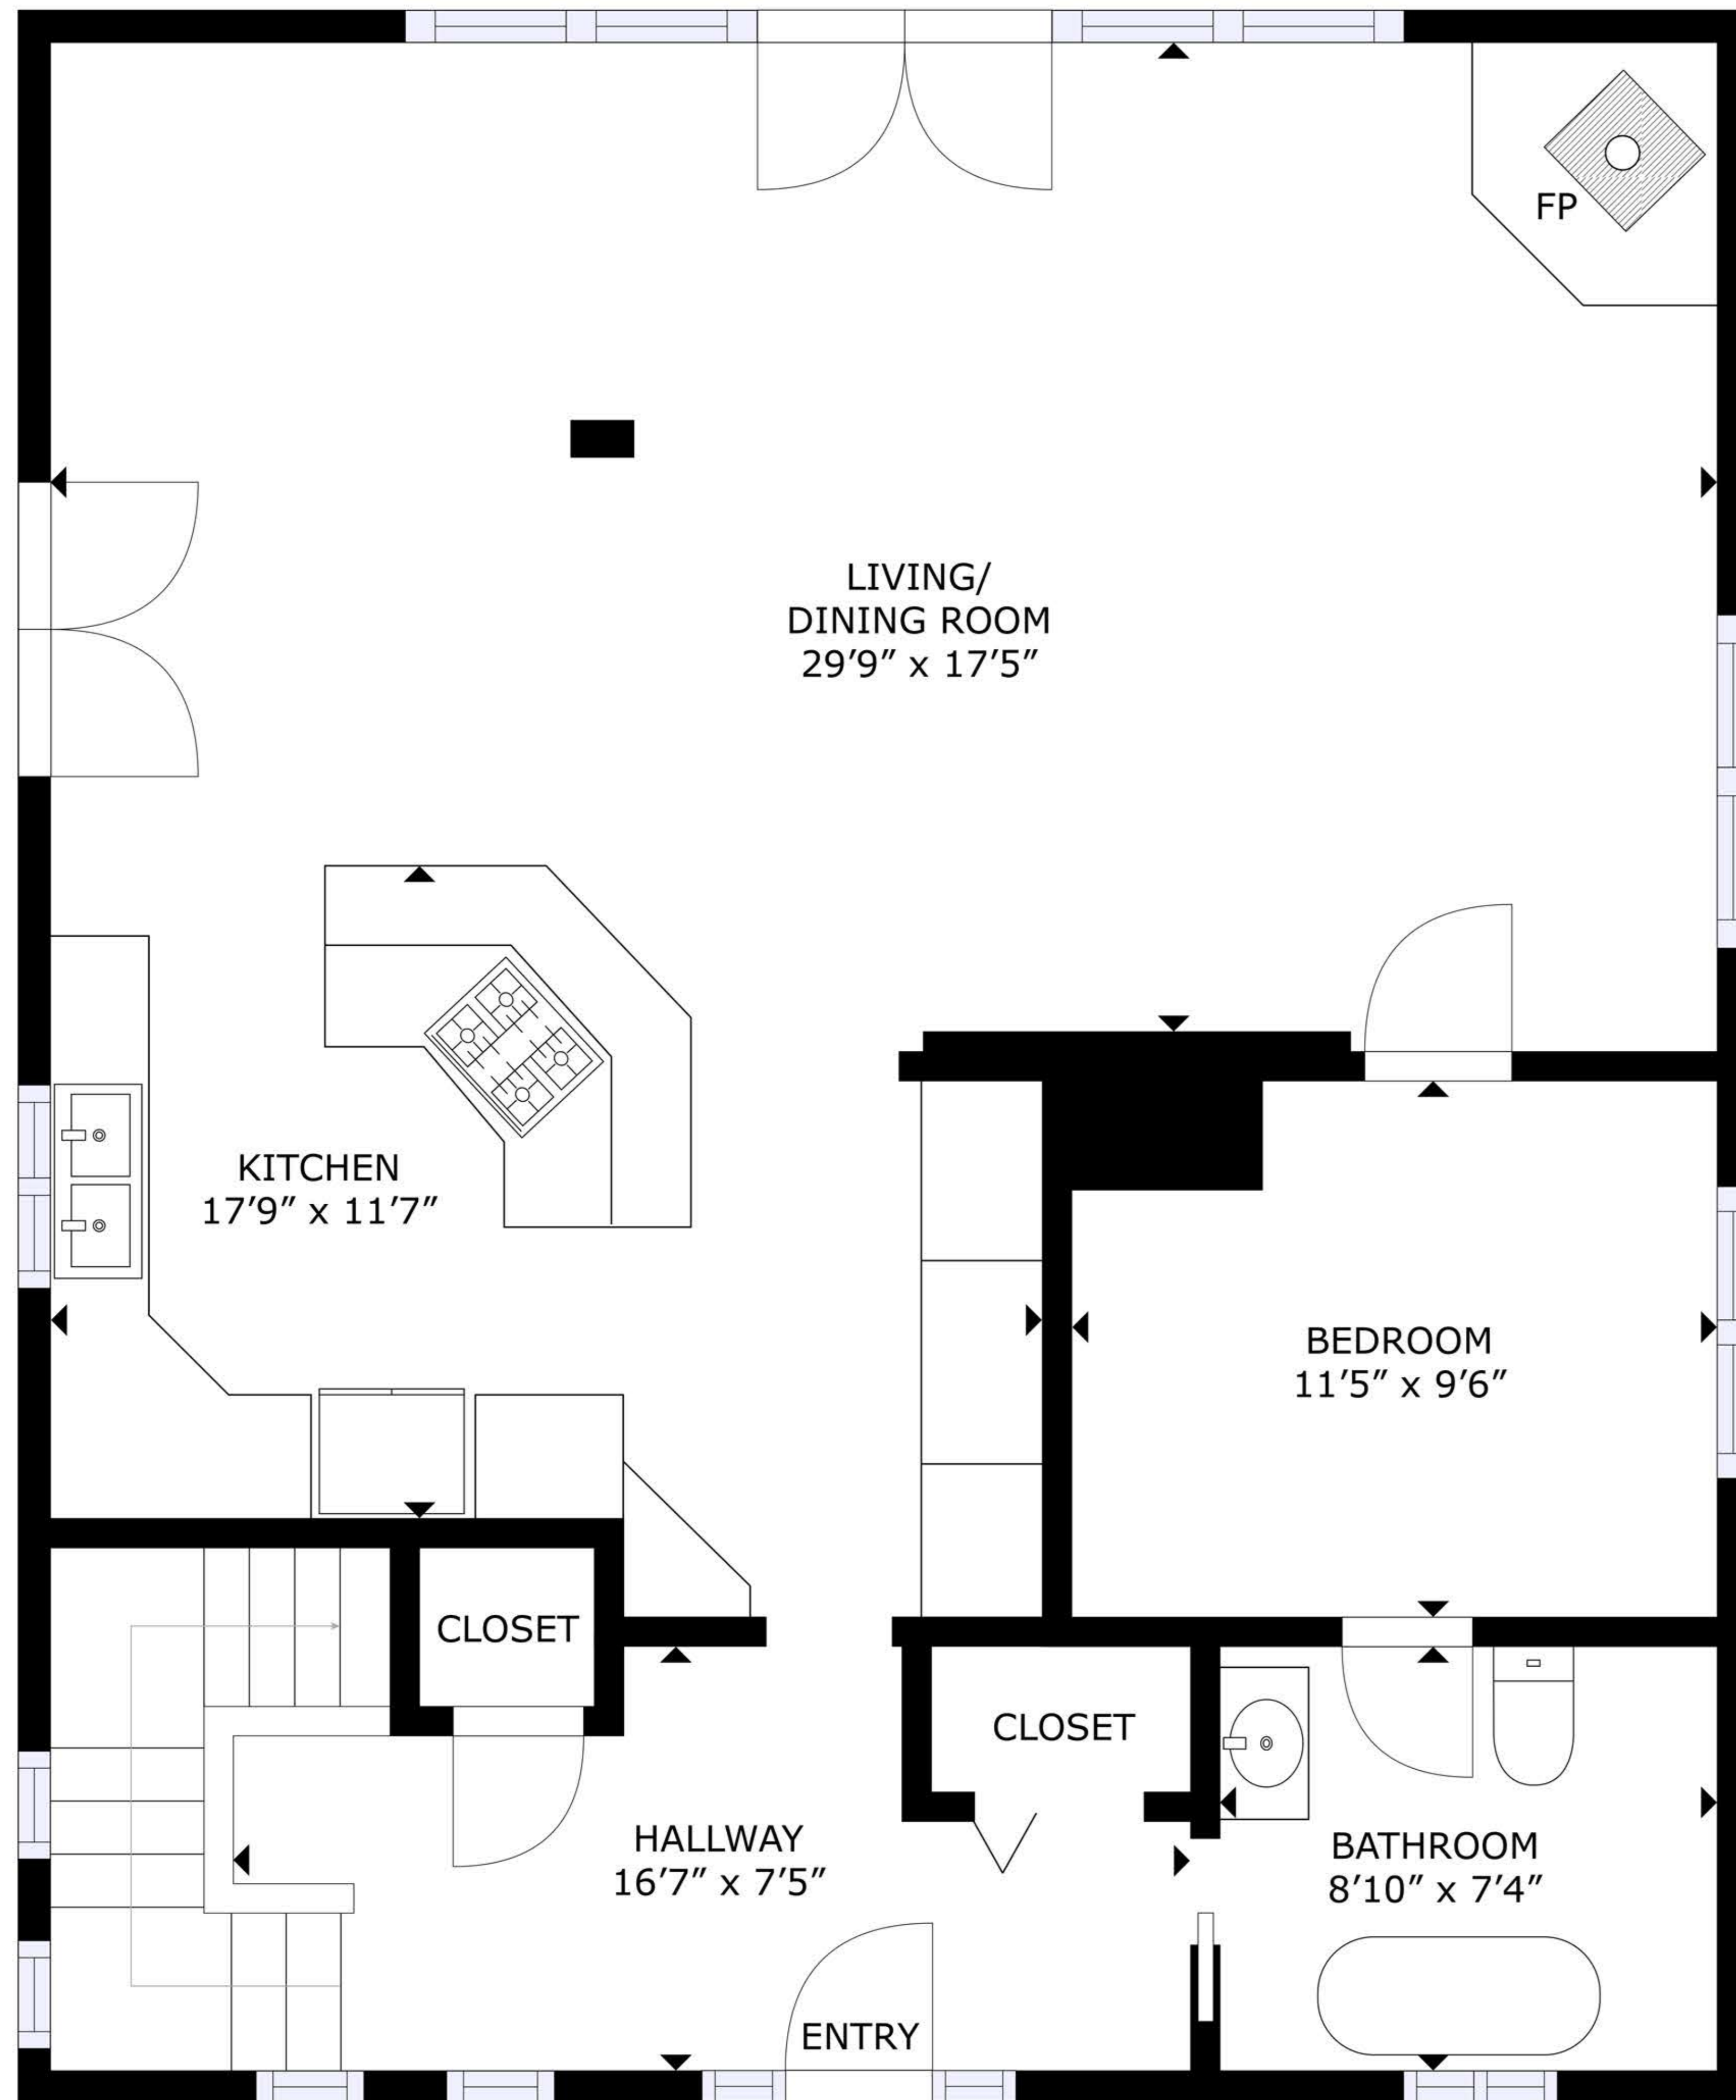 FP
LIVING/
DINING ROOM
29′9″ x 17′5″
KITCHEN
17′9″ x 11′7″
BEDROOM
11′5″ x 9′6″
CLOSET
CLOSET
HALLWAY
16′7″ x 7′5″
BATHROOM
8′10″ x 7′4″
ENTRY